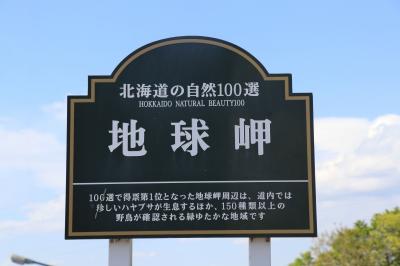 北海道の自然100選
HOKKAIDO NATURAL BEAUTY100
地球岬
100選で得票第1位となった地球岬周辺は、道内では
珍しいハヤブサが生息するほか、150種類以上の
野鳥が確認される緑ゆたかな地域です